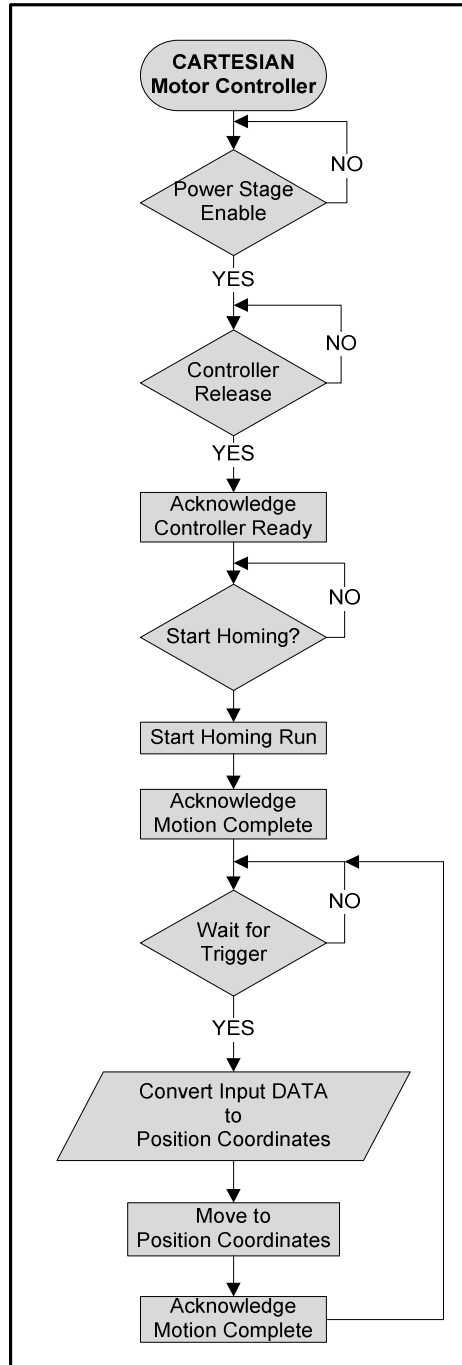 CARTESIAN
Motor Controller
NO
Power Stage
Enable
YES
NO
Controller
Release
YES
Acknowledge
Controller Ready
NO
Start Homing?
Start Homing Run
Acknowledge
Motion Complete
NO
Wait for
Trigger
YES
Convert Input DATA
to
Position Coordinates
Move to
Position Coordinates
Acknowledge
Motion Complete